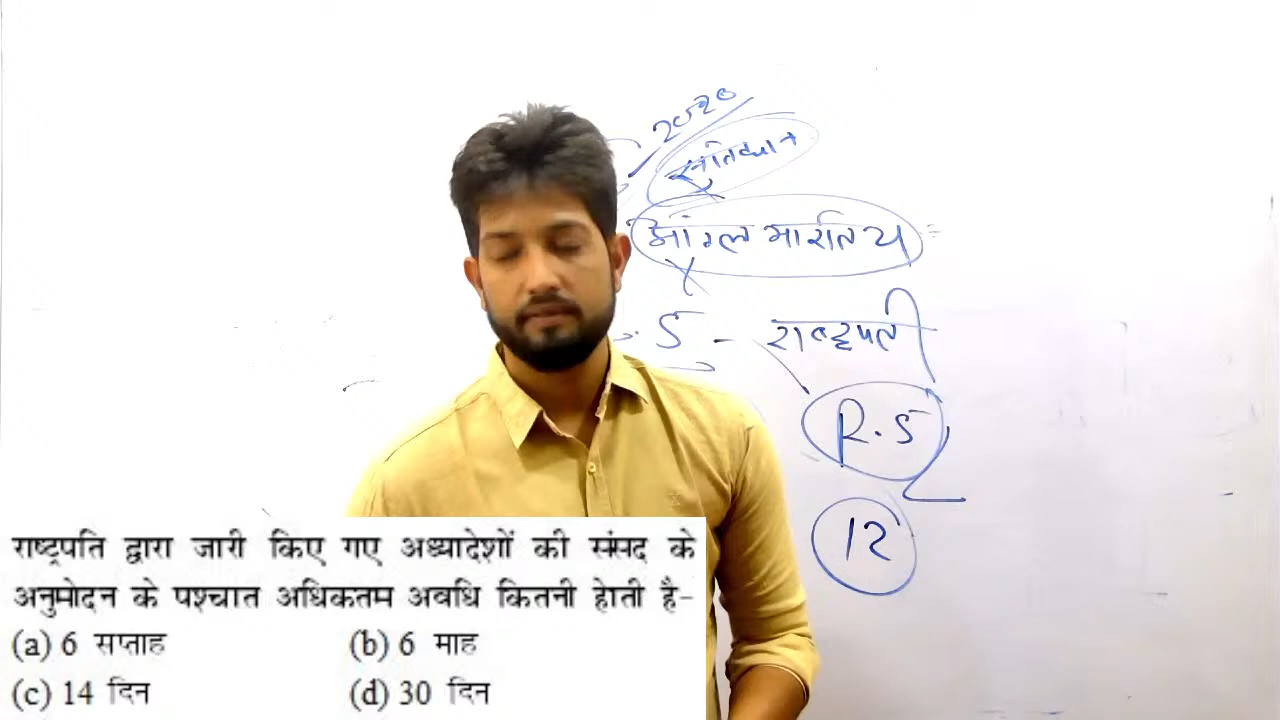 2020
संविधान
आंग्ल भारतिय
S - राष्ट्रपती
R.S
12
राष्ट्रपति द्वारा जारी किए गए अध्यादेशों की संसद के
अनुमोदन के पश्चात अधिकतम अवधि कितनी होती है-
(a) 6 सप्ताह (b) 6 माह
(c) 14 दिन (d) 30 दिन